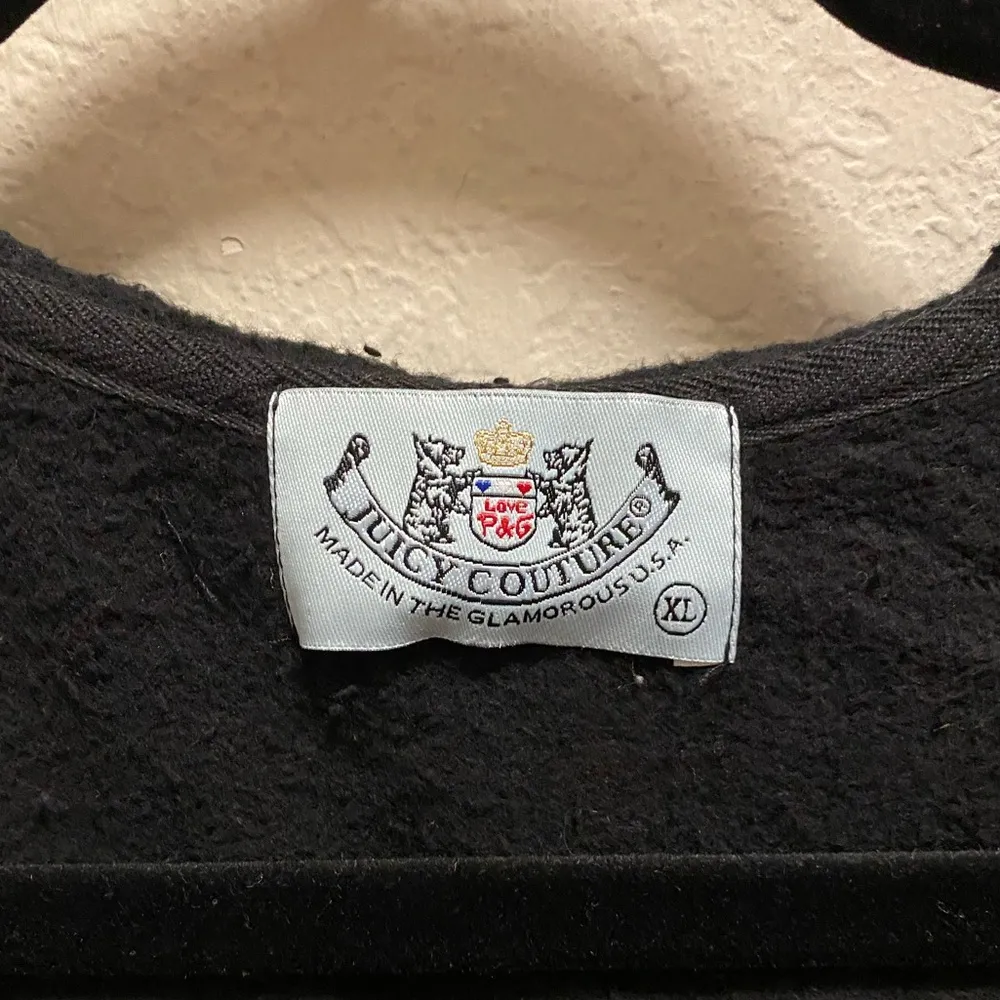 Love
P&G
JUICY COUTURE®
MADE IN THE GLAMOROUS U.S.A.
XL